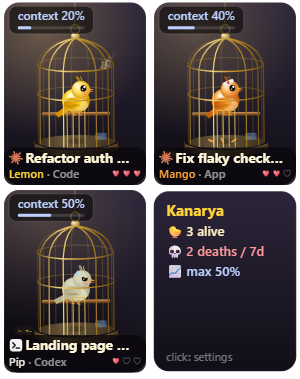 context 20%
Refactor auth ...
Lemon · Code
context 40%
Fix flaky check...
Mango · App
context 50%
Landing page ...
Pip · Codex
Kanarya
3 alive
2 deaths / 7d
max 50%
click: settings